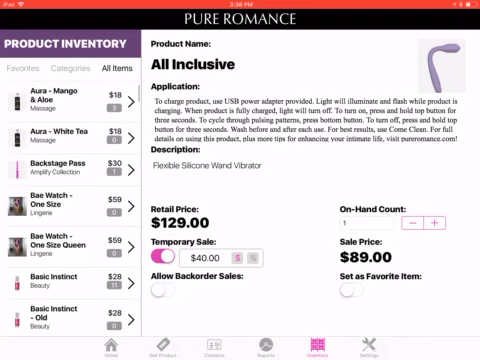 iPad
3:36 PM
PURE ROMANCE
PRODUCT INVENTORY
Favorites Categories All Items
Aura - Mango & Aloe
Massage
$18
3
Aura - White Tea
Massage
$18
0
Backstage Pass
Amplify Collection
$30
1
Bae Watch - One Size
Lingerie
$59
0
Bae Watch - One Size Queen
Lingerie
$59
0
Basic Instinct
Beauty
$28
11
Basic Instinct - Old
Beauty
$28
0
Product Name:
All Inclusive
Application:
To charge product, use USB power adapter provided. Light will illuminate and flash while product is
charging. When product is fully charged, light will turn off. To turn on, press and hold top button for
three seconds. To cycle through pulsing patterns, press bottom button. To turn off, press and hold top
button for three seconds. Wash before and after each use. For best results, use Come Clean. For full
details on using this product, plus more tips for enhancing your intimate life, visit pureromance.com!
Description:
Flexible Silicone Wand Vibrator
Retail Price:
$129.00
On-Hand Count:
1
− +
Temporary Sale:
$40.00 $ %
Sale Price:
$89.00
Allow Backorder Sales:
Set as Favorite Item:
Home Sell Product Contacts Reports Inventory Settings